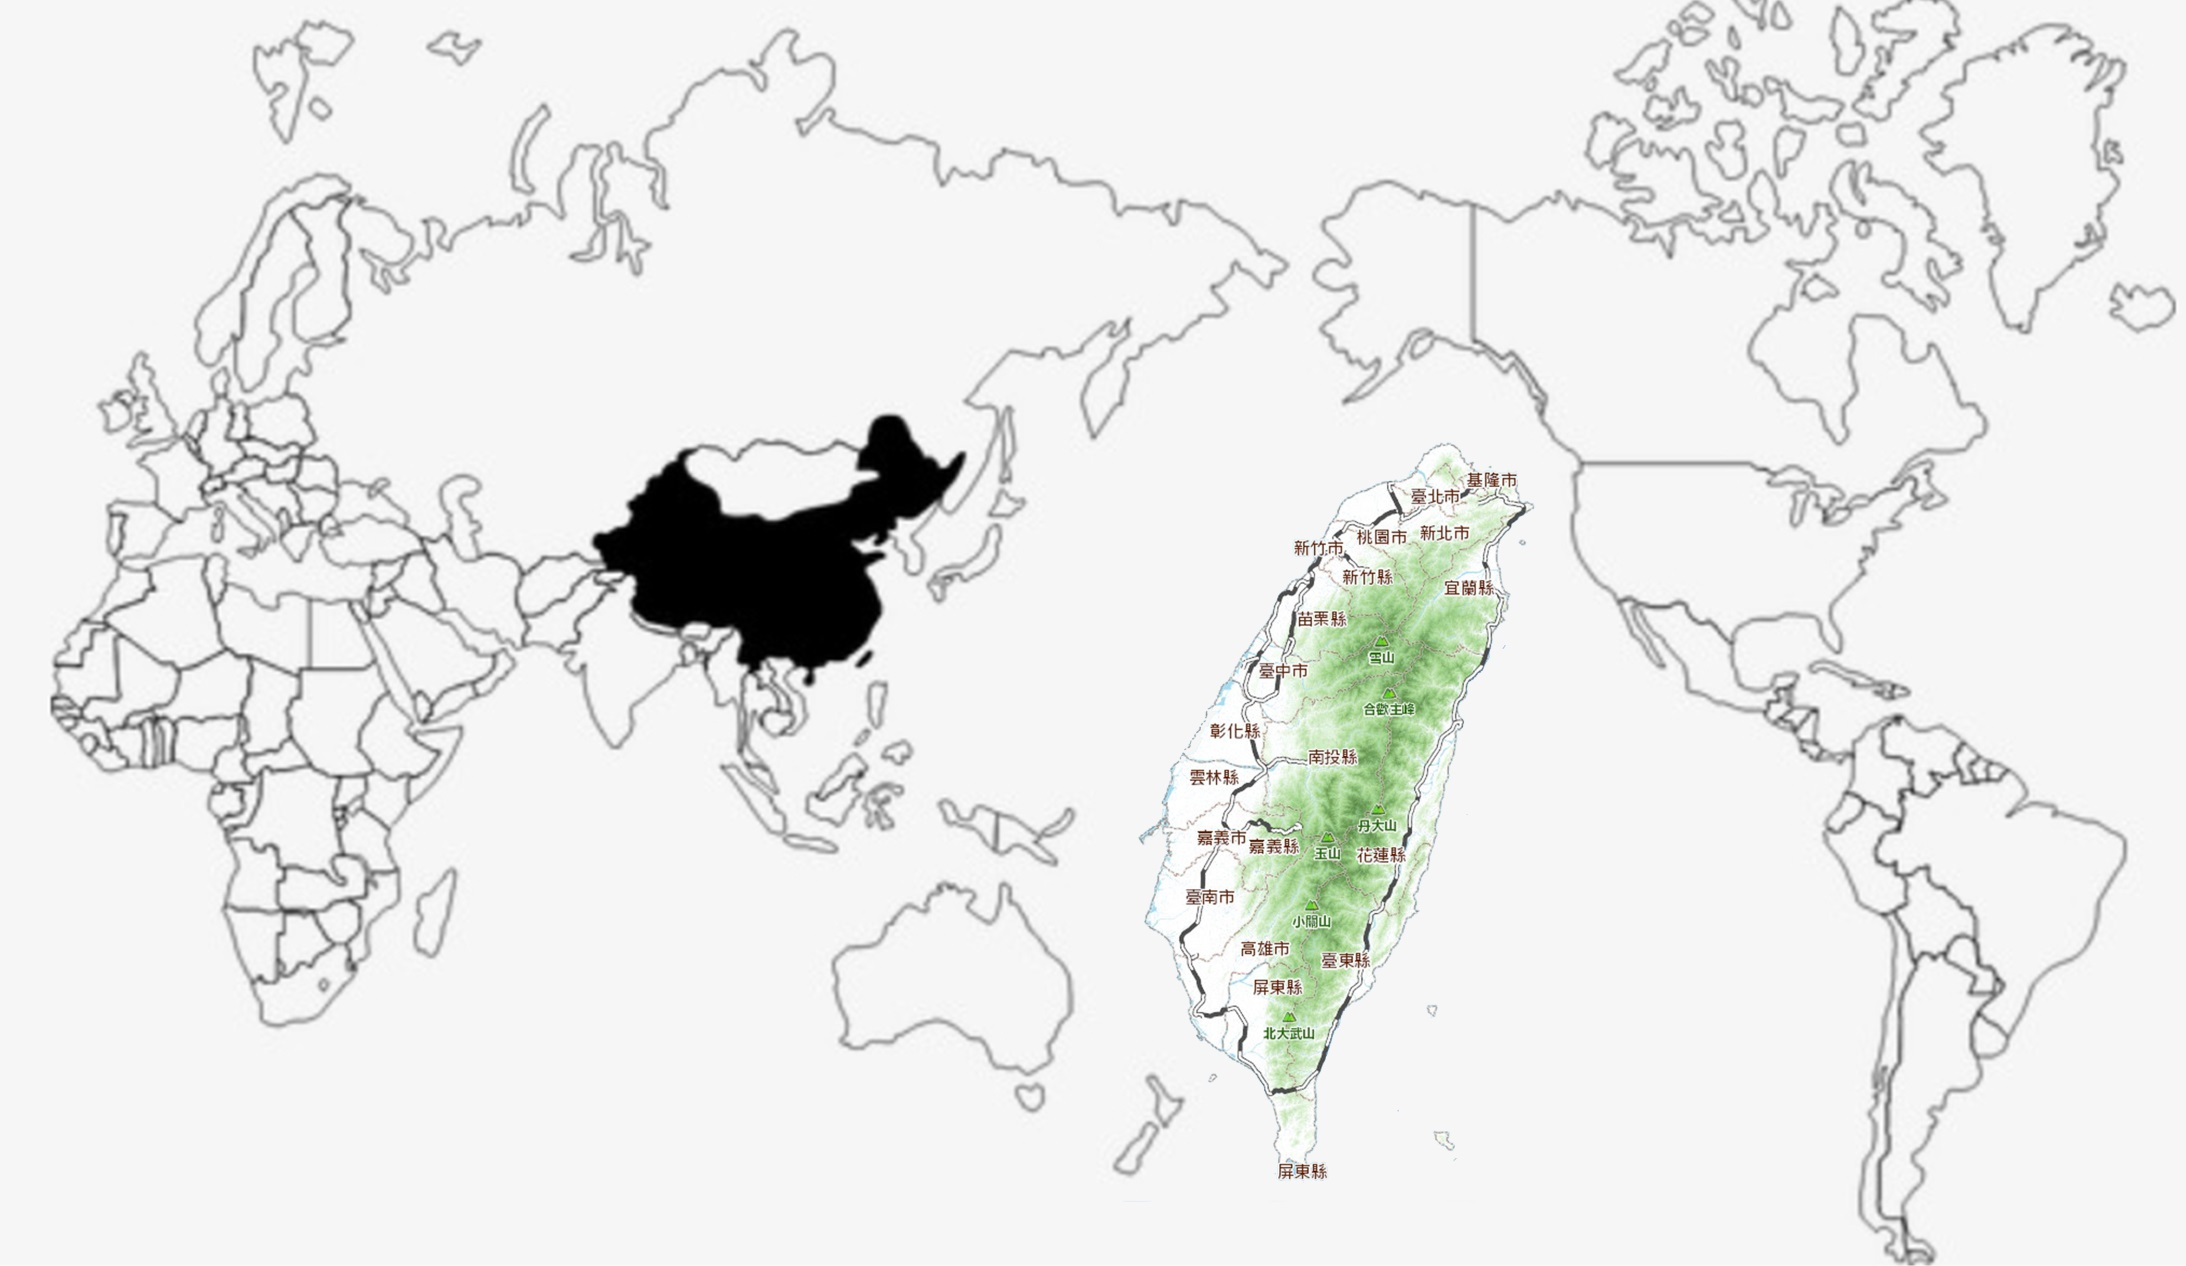 基隆市
臺北市
新北市
桃園市
新竹市
新竹縣
宜蘭縣
苗栗縣
雪山
臺中市
合歡主峰
彰化縣
南投縣
雲林縣
丹大山
嘉義市
嘉義縣
玉山
花蓮縣
臺南市
小關山
高雄市
臺東縣
屏東縣
北大武山
屏東縣